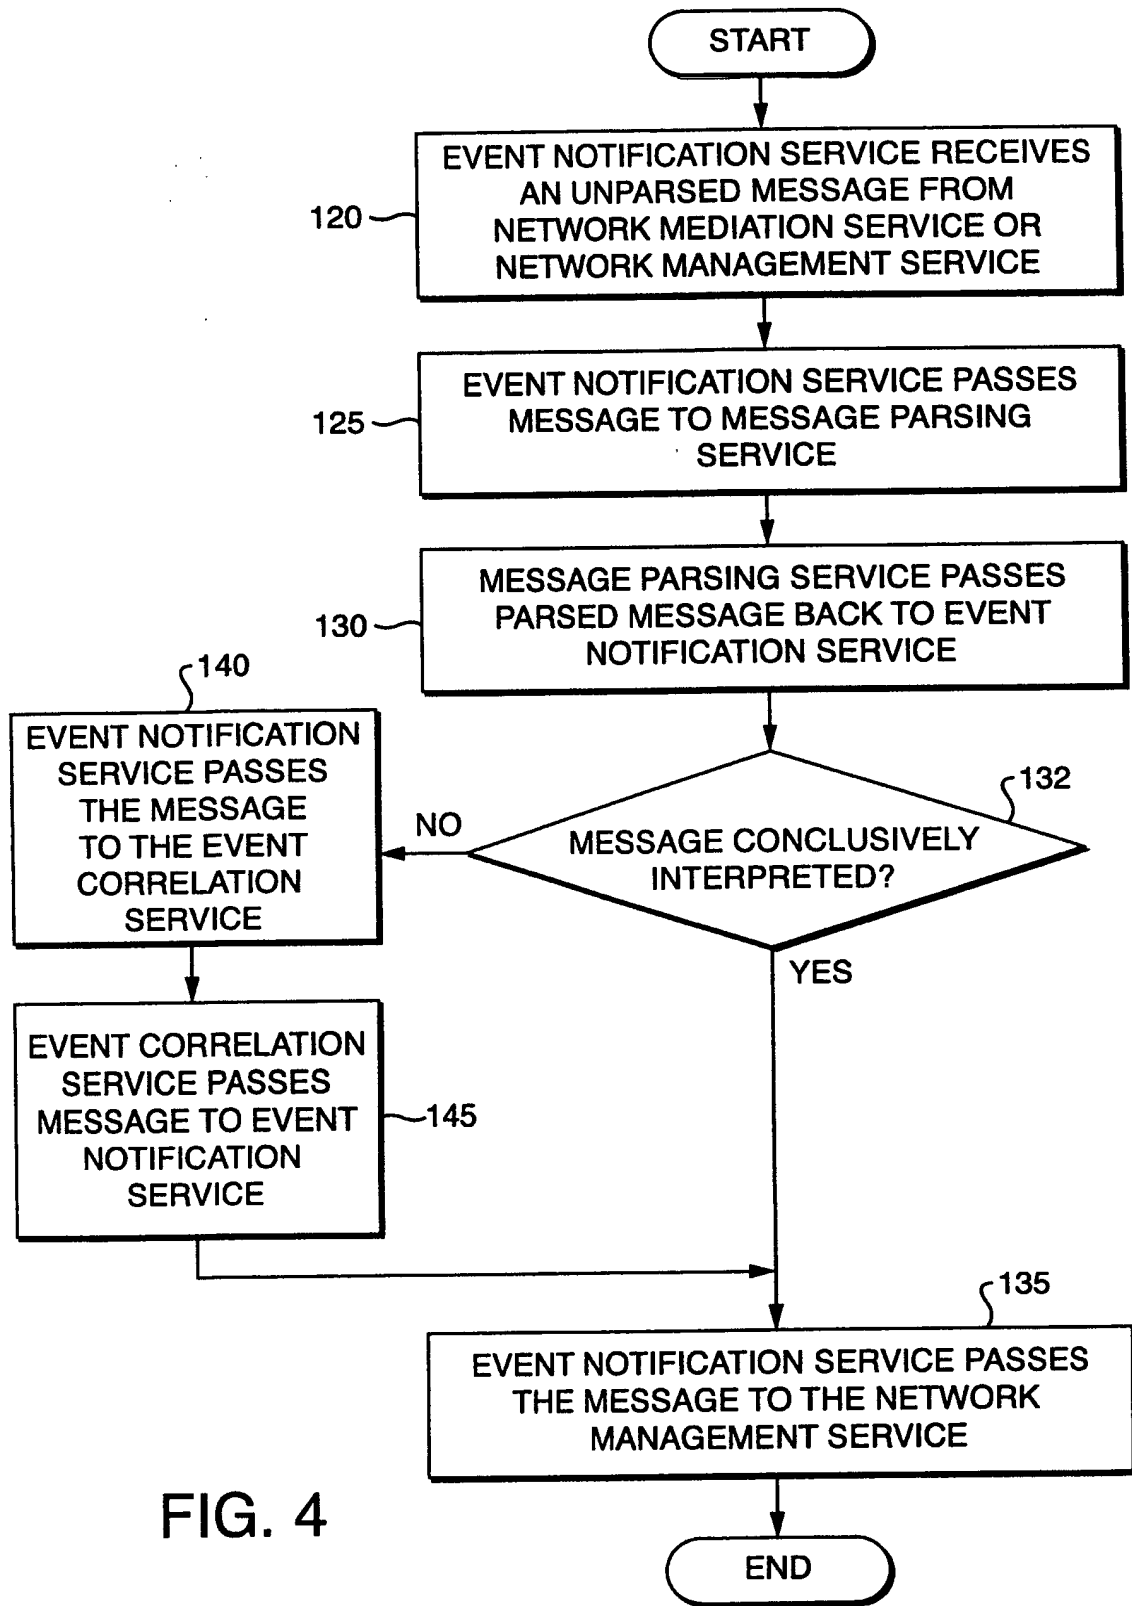 START
EVENT NOTIFICATION SERVICE RECEIVES
AN UNPARSED MESSAGE FROM
NETWORK MEDIATION SERVICE OR
NETWORK MANAGEMENT SERVICE
120
EVENT NOTIFICATION SERVICE PASSES
MESSAGE TO MESSAGE PARSING
SERVICE
125
MESSAGE PARSING SERVICE PASSES
PARSED MESSAGE BACK TO EVENT
NOTIFICATION SERVICE
130
MESSAGE CONCLUSIVELY
INTERPRETED?
132
NO
YES
140
EVENT NOTIFICATION
SERVICE PASSES
THE MESSAGE
TO THE EVENT
CORRELATION
SERVICE
EVENT CORRELATION
SERVICE PASSES
MESSAGE TO EVENT
NOTIFICATION
SERVICE
145
135
EVENT NOTIFICATION SERVICE PASSES
THE MESSAGE TO THE NETWORK
MANAGEMENT SERVICE
END
FIG. 4